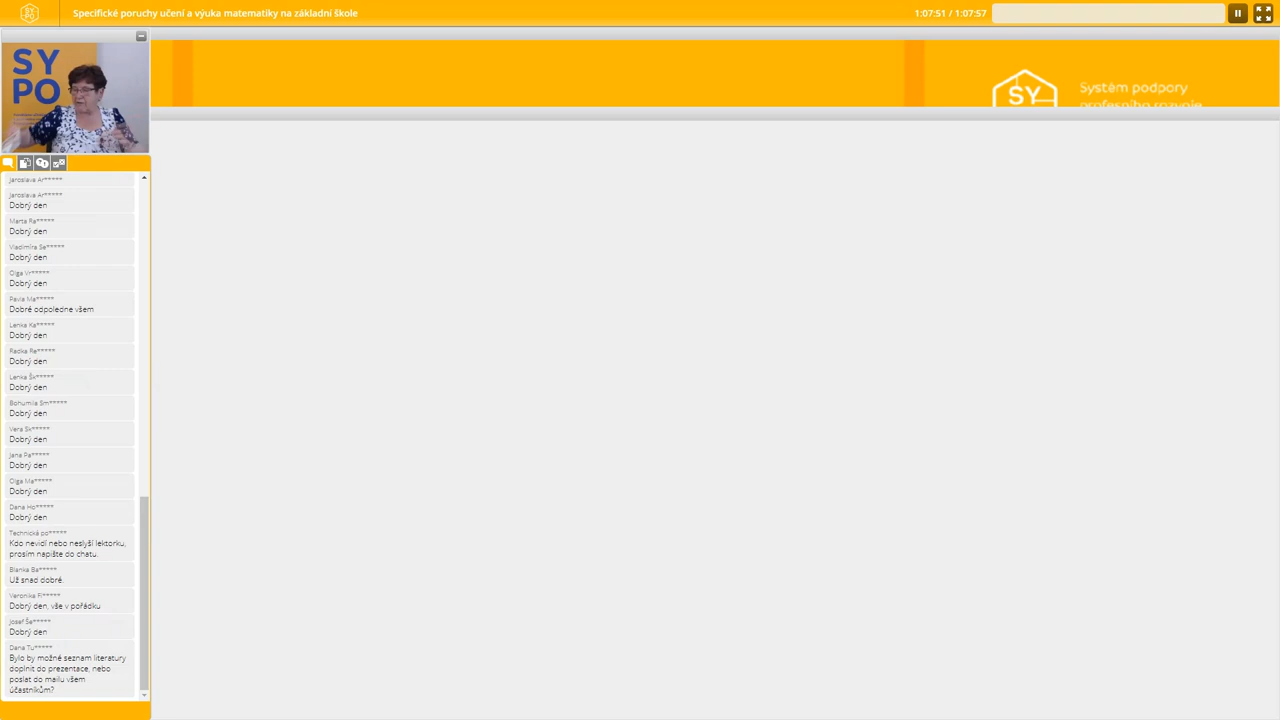 Specifické poruchy učení a výuka matematiky na základní škole
1:07:51 / 1:07:57
SY
PO
SY
PO
SY
Systém podpory
profesního rozvoje
Jaroslava Ar*****
Jaroslava Ar*****
Dobrý den
Marta Ra*****
Dobrý den
Vladimíra Se*****
Dobrý den
Olga Vr*****
Dobrý den
Pavla Ma*****
Dobré odpoledne všem
Lenka Ka*****
Dobrý den
Radka Re*****
Dobrý den
Lenka Šk*****
Dobrý den
Bohumila Sm*****
Dobrý den
Vera Sv*****
Dobrý den
Jana Pa*****
Dobrý den
Olga Ma*****
Dobrý den
Dana Ho*****
Dobrý den
Technická po*****
Kdo nevidí nebo neslyší lektorku,
prosím napište do chatu.
Blanka Ba*****
Už snad dobré.
Veronika Fi*****
Dobrý den, vše v pořádku
Josef Še*****
Dobrý den
Dana Tu*****
Bylo by možné seznam literatury
doplnit do prezentace, nebo
poslat do mailu všem
účastníkům?